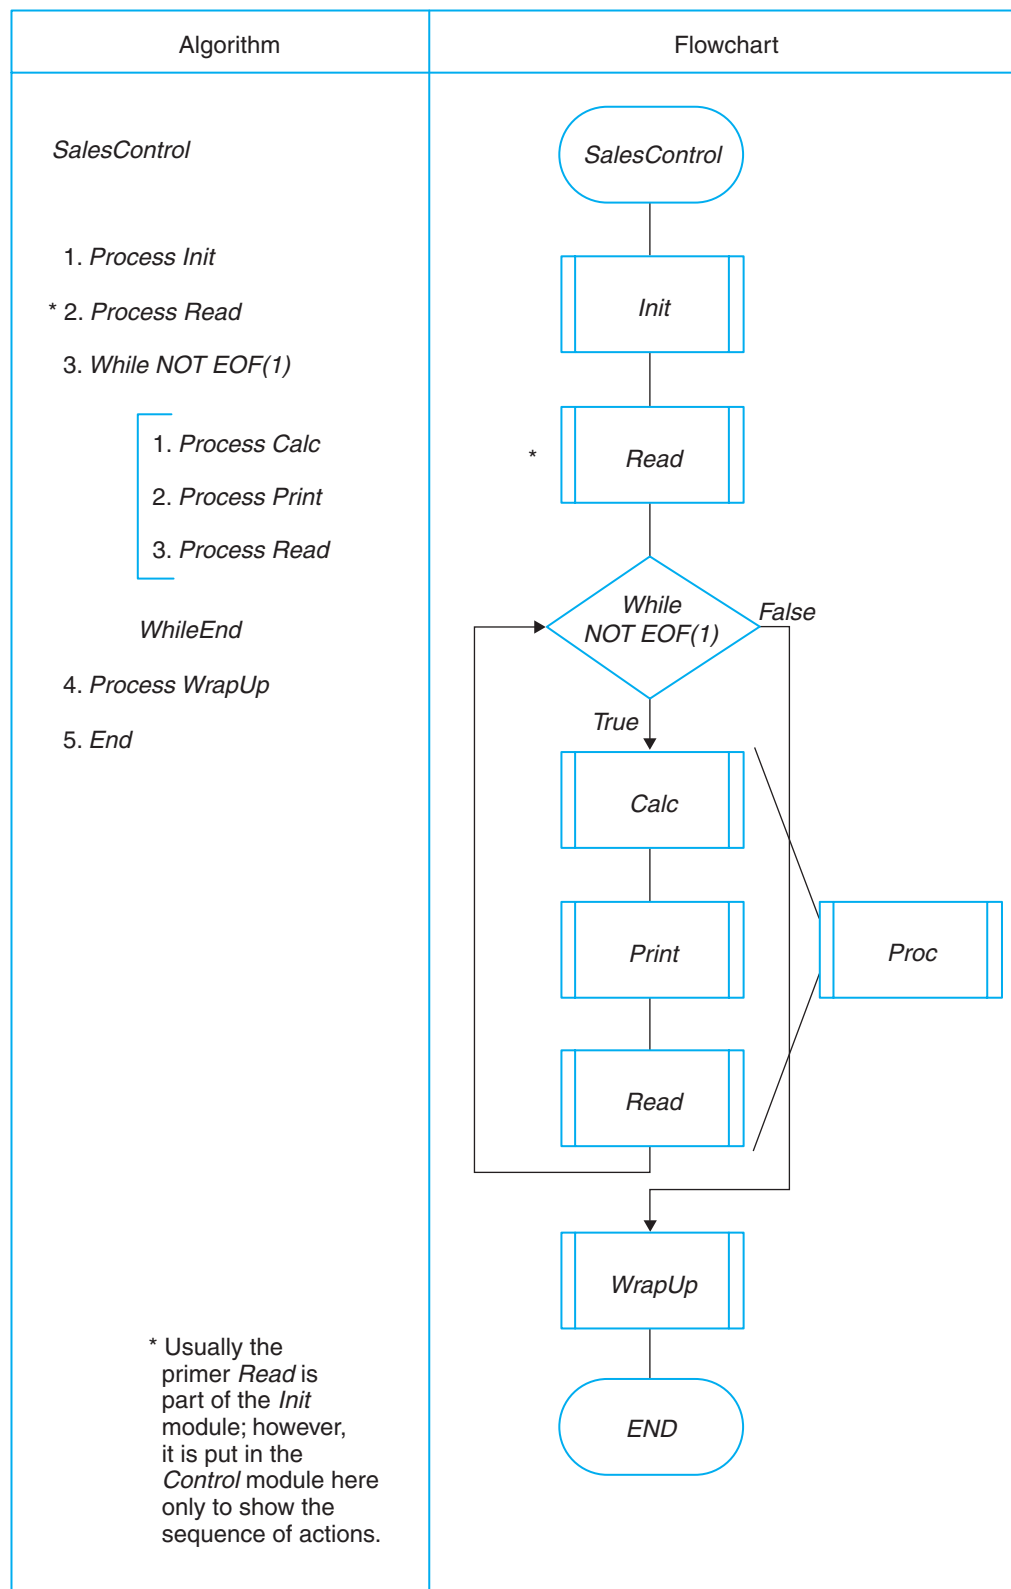 Algorithm
Flowchart
SalesControl
1. Process Init
* 2. Process Read
3. While NOT EOF(1)
1. Process Calc
2. Process Print
3. Process Read
WhileEnd
4. Process WrapUp
5. End
* Usually the
primer Read is
part of the Init
module; however,
it is put in the
Control module here
only to show the
sequence of actions.
SalesControl
Init
*
Read
While
NOT EOF(1)
False
True
Calc
Print
Proc
Read
WrapUp
END